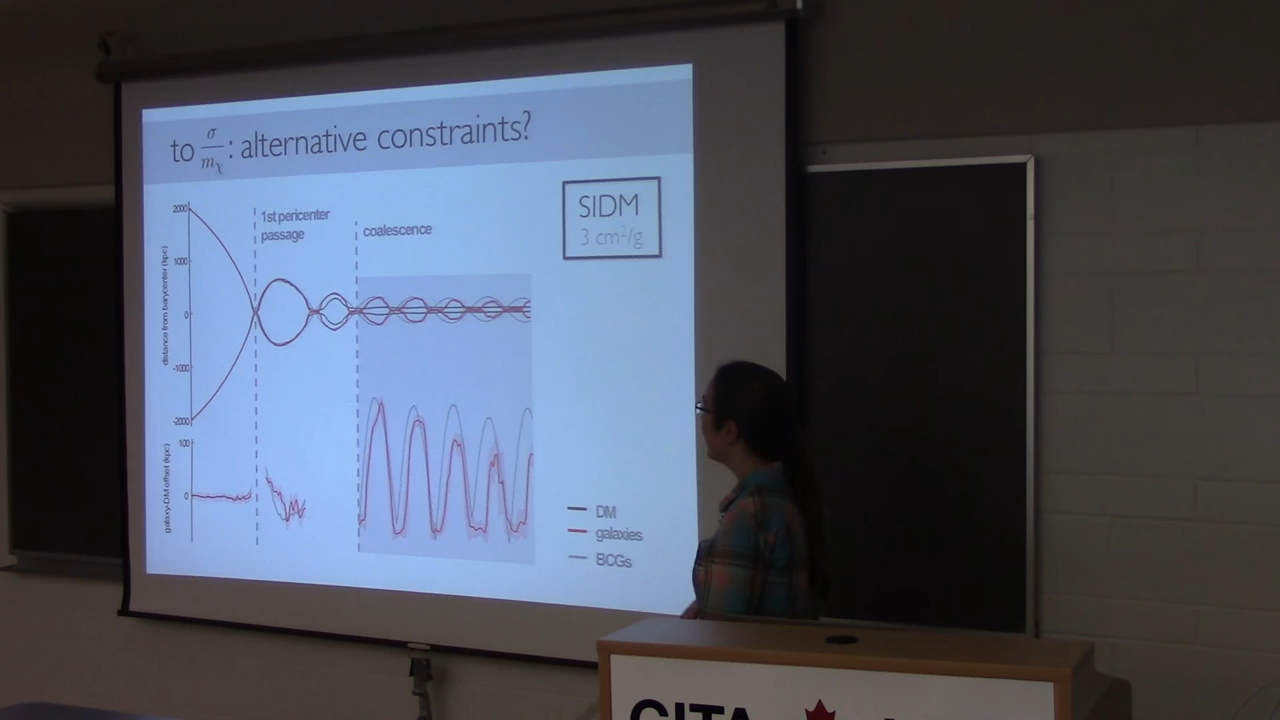 to σ/mχ : alternative constraints?
SIDM
3 cm²/g
1st pericenter
passage
coalescence
distance from barycenter (kpc)
2000
1000
0
-1000
-2000
galaxy-DM offset (kpc)
100
0
DM
galaxies
BCGs
CITA